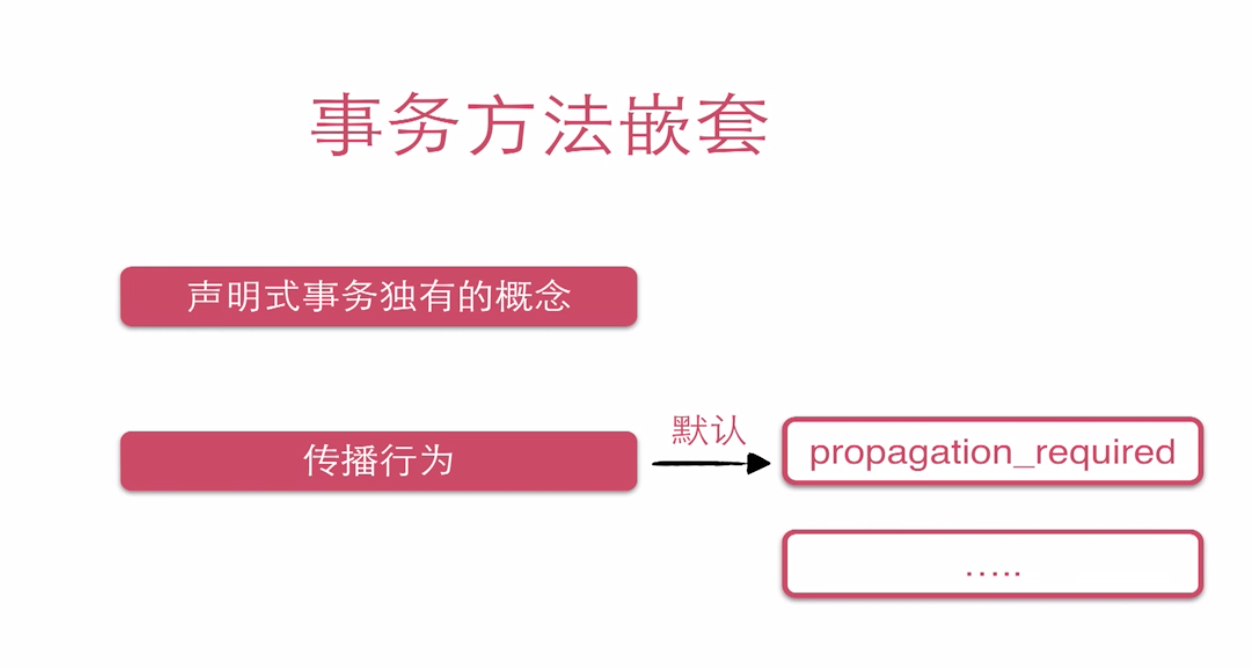 事务方法嵌套
声明式事务独有的概念
传播行为
默认
propagation_required
.....